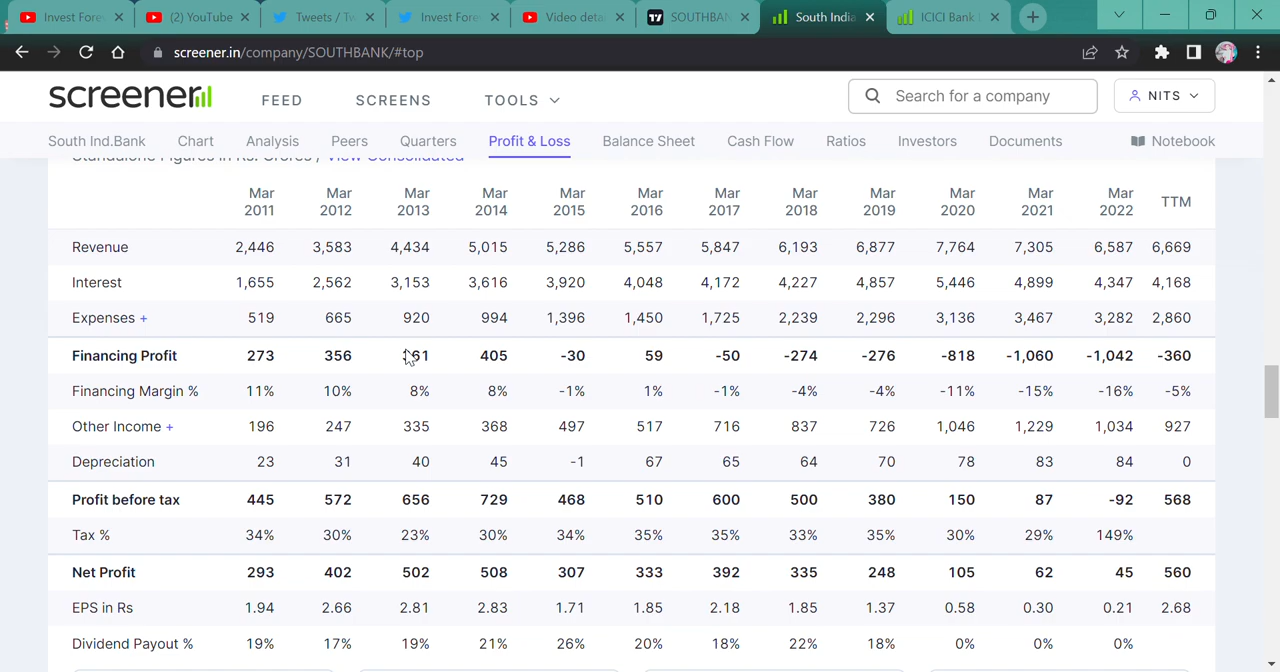 Invest Fore
(2) YouTube
Tweets / Tw
Invest Fore
Video deta
SOUTHBAN
South India
ICICI Bank
screener.in/company/SOUTHBANK/#top
screener
FEED
SCREENS
TOOLS
Search for a company
NITS
South Ind.Bank
Chart
Analysis
Peers
Quarters
Profit & Loss
Balance Sheet
Cash Flow
Ratios
Investors
Documents
Notebook
Standalone Figures in Rs. Crores / View Consolidated
Mar 2011 Mar 2012 Mar 2013 Mar 2014 Mar 2015 Mar 2016 Mar 2017 Mar 2018 Mar 2019 Mar 2020 Mar 2021 Mar 2022 TTM
Revenue 2,446 3,583 4,434 5,015 5,286 5,557 5,847 6,193 6,877 7,764 7,305 6,587 6,669
Interest 1,655 2,562 3,153 3,616 3,920 4,048 4,172 4,227 4,857 5,446 4,899 4,347 4,168
Expenses + 519 665 920 994 1,396 1,450 1,725 2,239 2,296 3,136 3,467 3,282 2,860
Financing Profit 273 356 405 -30 59 -50 -274 -276 -818 -1,060 -1,042 -360
Financing Margin % 11% 10% 8% 8% -1% 1% -1% -4% -4% -11% -15% -16% -5%
Other Income + 196 247 335 368 497 517 716 837 726 1,046 1,229 1,034 927
Depreciation 23 31 40 45 -1 67 65 64 70 78 83 84 0
Profit before tax 445 572 656 729 468 510 600 500 380 150 87 -92 568
Tax % 34% 30% 23% 30% 34% 35% 35% 33% 35% 30% 29% 149%
Net Profit 293 402 502 508 307 333 392 335 248 105 62 45 560
EPS in Rs 1.94 2.66 2.81 2.83 1.71 1.85 2.18 1.85 1.37 0.58 0.30 0.21 2.68
Dividend Payout % 19% 17% 19% 21% 26% 20% 18% 22% 18% 0% 0% 0%